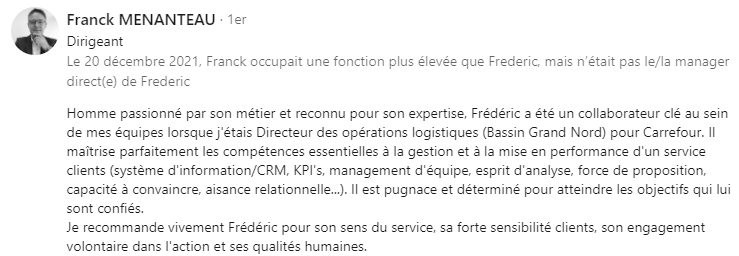 Franck MENANTEAU · 1er
Dirigeant
Le 20 décembre 2021, Franck occupait une fonction plus élevée que Frederic, mais n'était pas le/la manager
direct(e) de Frederic
Homme passionné par son métier et reconnu pour son expertise, Frédéric a été un collaborateur clé au sein
de mes équipes lorsque j'étais Directeur des opérations logistiques (Bassin Grand Nord) pour Carrefour. Il
maîtrise parfaitement les compétences essentielles à la gestion et à la mise en performance d'un service
clients (système d'information/CRM, KPI's, management d'équipe, esprit d'analyse, force de proposition,
capacité à convaincre, aisance relationnelle...). Il est pugnace et déterminé pour atteindre les objectifs qui lui
sont confiés.
Je recommande vivement Frédéric pour son sens du service, sa forte sensibilité clients, son engagement
volontaire dans l'action et ses qualités humaines.